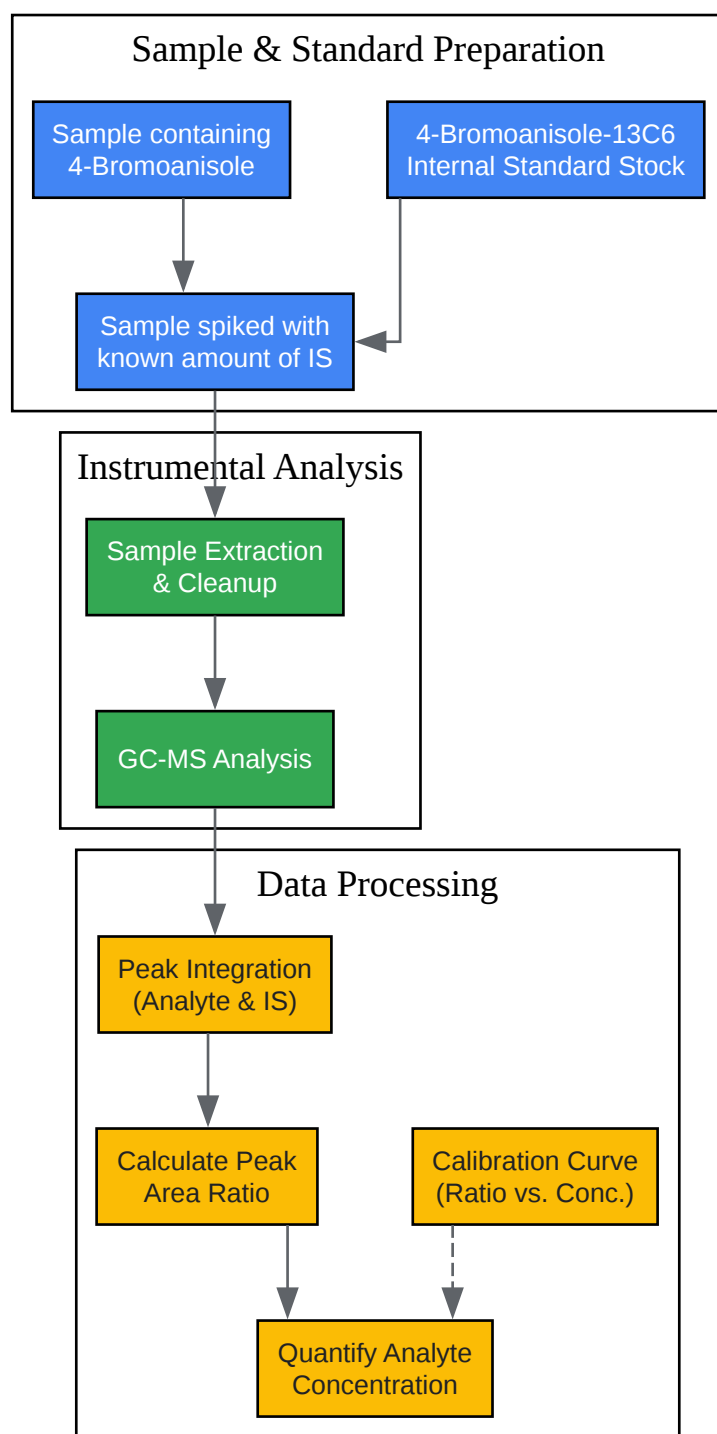 Sample & Standard Preparation
Sample containing
4-Bromoanisole
4-Bromoanisole-13C6
Internal Standard Stock
Sample spiked with
known amount of IS
Instrumental Analysis
Sample Extraction
& Cleanup
GC-MS Analysis
Data Processing
Peak Integration
(Analyte & IS)
Calculate Peak
Area Ratio
Calibration Curve
(Ratio vs. Conc.)
Quantify Analyte
Concentration